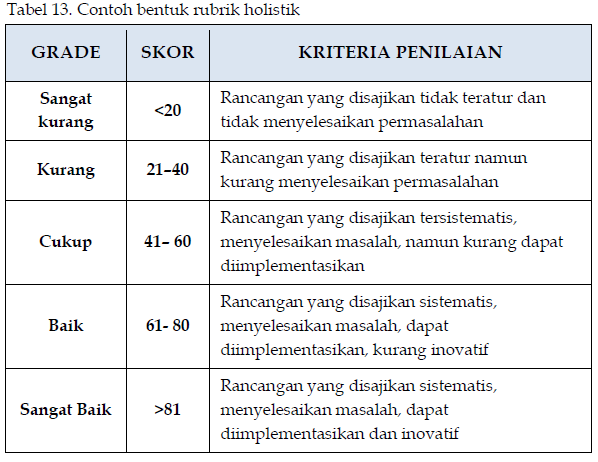 Tabel 13. Contoh bentuk rubrik holistik
GRADE SKOR KRITERIA PENILAIAN
Sangat kurang <20 Rancangan yang disajikan tidak teratur dan
tidak menyelesaikan permasalahan
Kurang 21–40 Rancangan yang disajikan teratur namun
kurang menyelesaikan permasalahan
Cukup 41– 60 Rancangan yang disajikan tersistematis,
menyelesaikan masalah, namun kurang dapat
diimplementasikan
Baik 61- 80 Rancangan yang disajikan sistematis,
menyelesaikan masalah, dapat
diimplementasikan, kurang inovatif
Sangat Baik >81 Rancangan yang disajikan sistematis,
menyelesaikan masalah, dapat
diimplementasikan dan inovatif